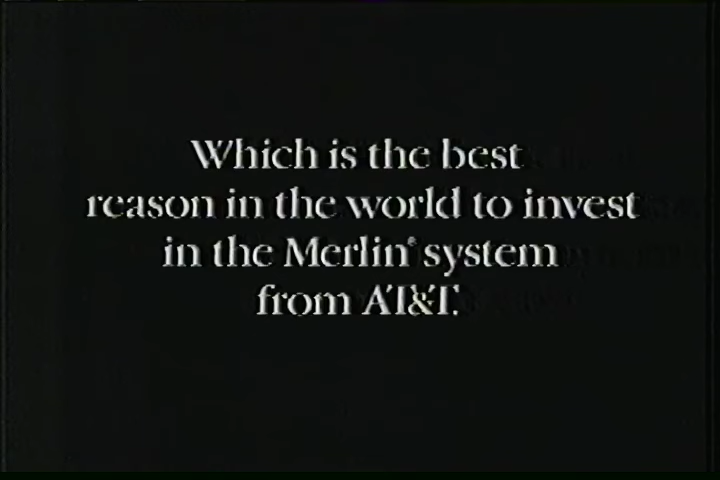 Which is the best
reason in the world to invest
in the Merlin® system
from AT&T.